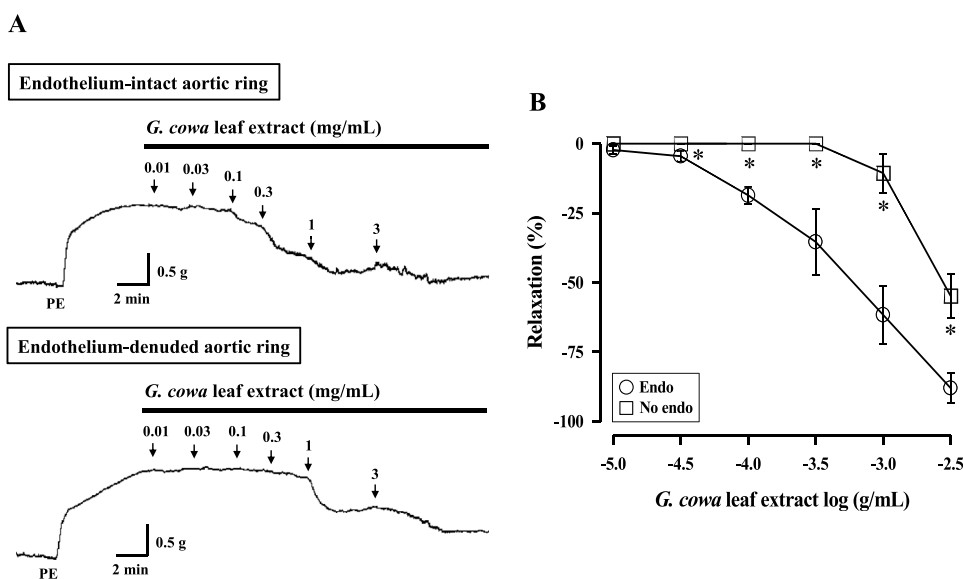 A
Endothelium-intact aortic ring
G. cowa leaf extract (mg/mL)
0.01 0.03 0.1 0.3 1 3
0.5 g
2 min
PE
Endothelium-denuded aortic ring
G. cowa leaf extract (mg/mL)
0.01 0.03 0.1 0.3 1 3
0.5 g
2 min
PE
B
Relaxation (%)
0
-25
-50
-75
-100
* * * * *
Endo
No endo
-5.0 -4.5 -4.0 -3.5 -3.0 -2.5
G. cowa leaf extract log (g/mL)